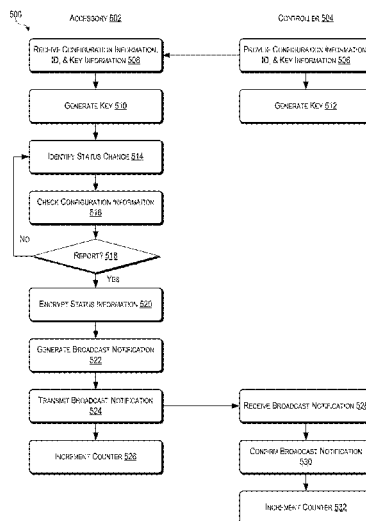 500
ACCESSORY 502
CONTROLLER 504
RECEIVE CONFIGURATION INFORMATION,
ID, & KEY INFORMATION 508
PROVIDE CONFIGURATION INFORMATION
ID, & KEY INFORMATION 506
GENERATE KEY 510
GENERATE KEY 512
IDENTIFY STATUS CHANGE 514
CHECK CONFIGURATION INFORMATION
516
NO
REPORT? 518
YES
ENCRYPT STATUS INFORMATION 520
GENERATE BROADCAST NOTIFICATION
522
TRANSMIT BROADCAST NOTIFICATION
524
RECEIVE BROADCAST NOTIFICATION 528
INCREMENT COUNTER 526
CONFIRM BROADCAST NOTIFICATION
530
INCREMENT COUNTER 532